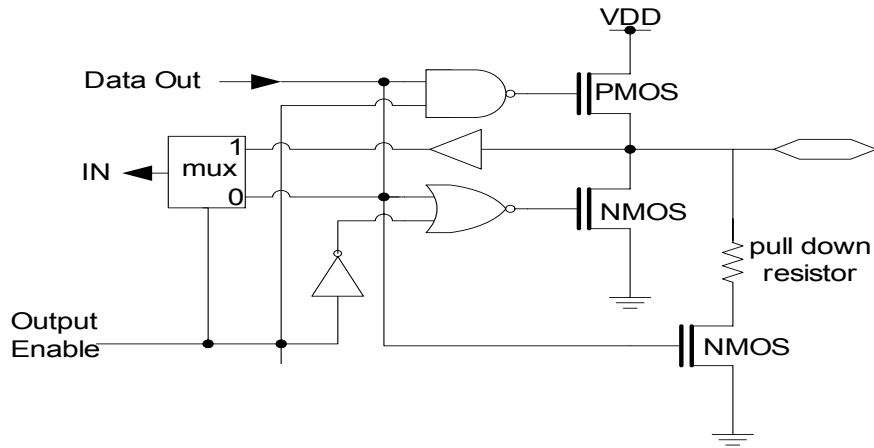 VDD
Data Out
PMOS
1
IN
mux
0
NMOS
pull down
resistor
Output
Enable
NMOS